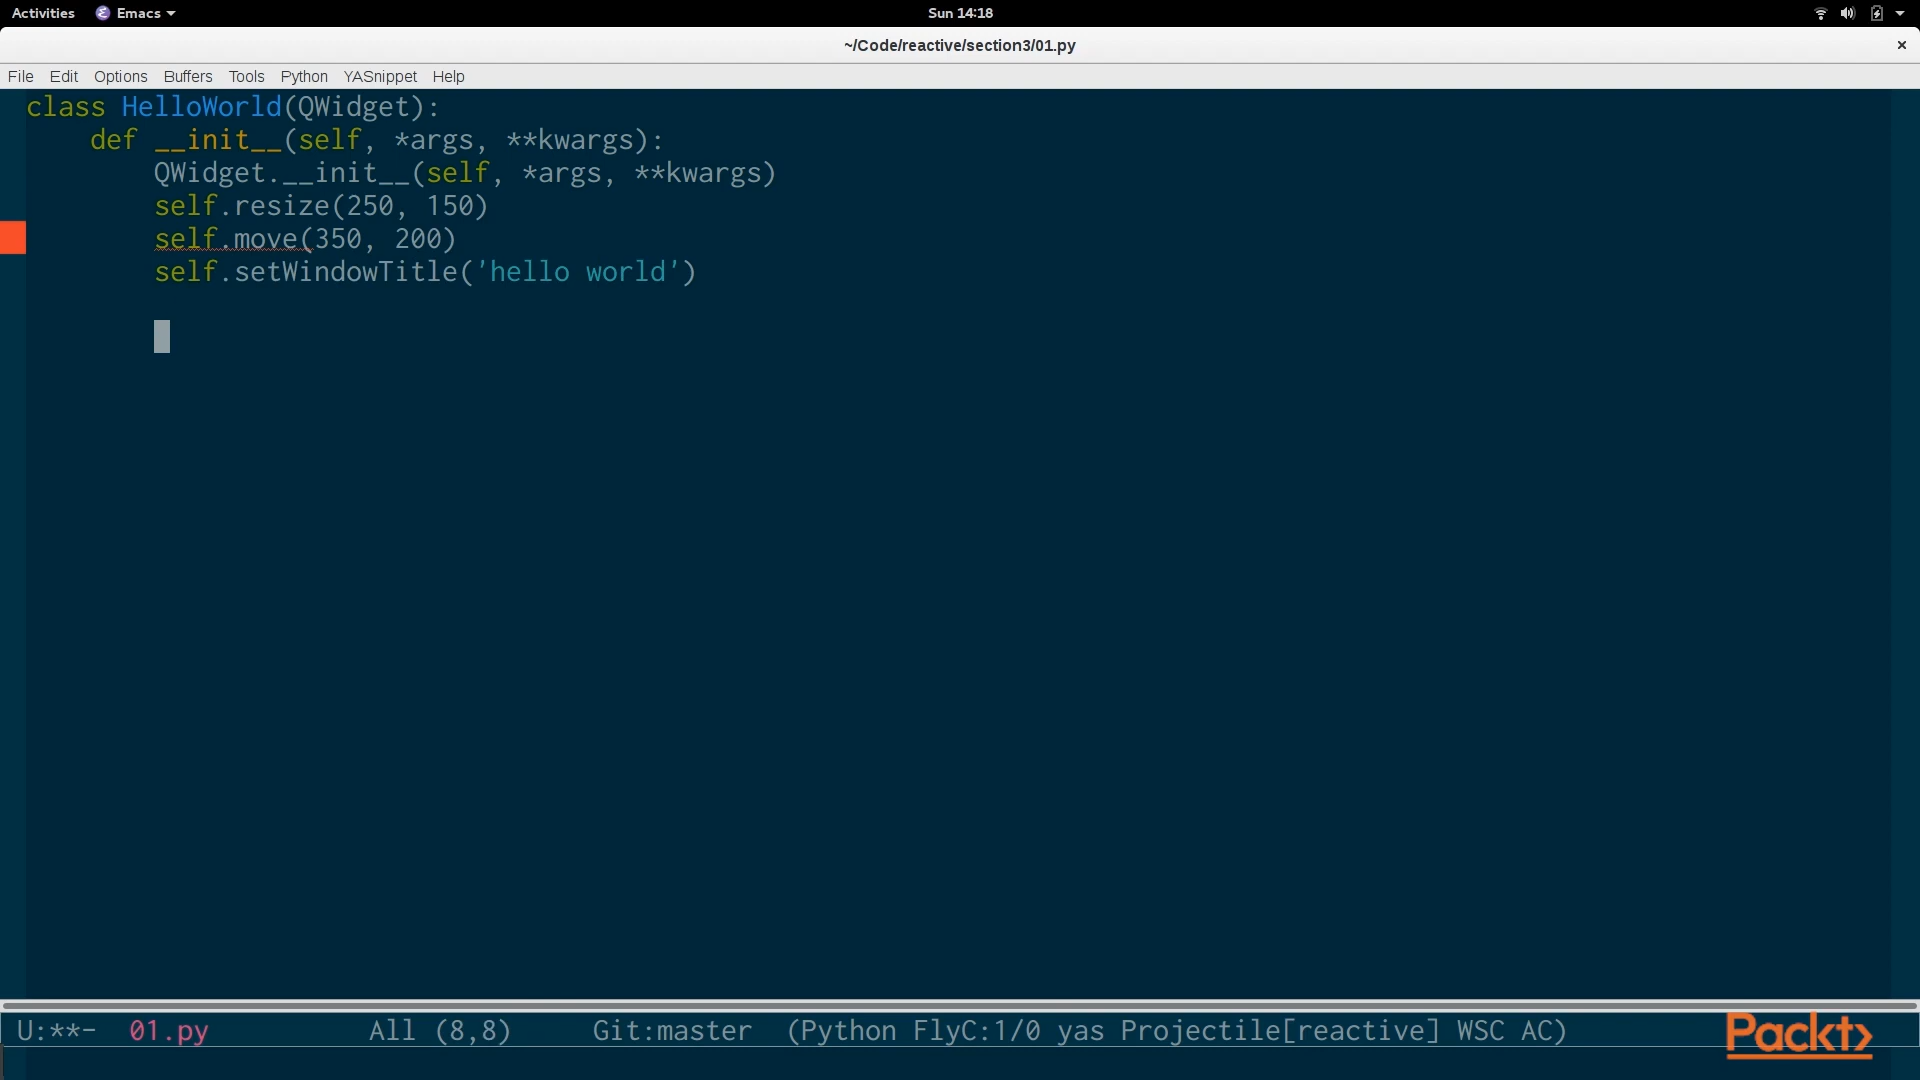 Activities Emacs Sun 14:18
~/Code/reactive/section3/01.py ×
File Edit Options Buffers Tools Python YASnippet Help
class HelloWorld(QWidget):
    def __init__(self, *args, **kwargs):
        QWidget.__init__(self, *args, **kwargs)
        self.resize(250, 150)
        self.move(350, 200)
        self.setWindowTitle('hello world')
U:**- 01.py All (8,8) Git:master (Python FlyC:1/0 yas Projectile[reactive] WSC AC)
Packt>